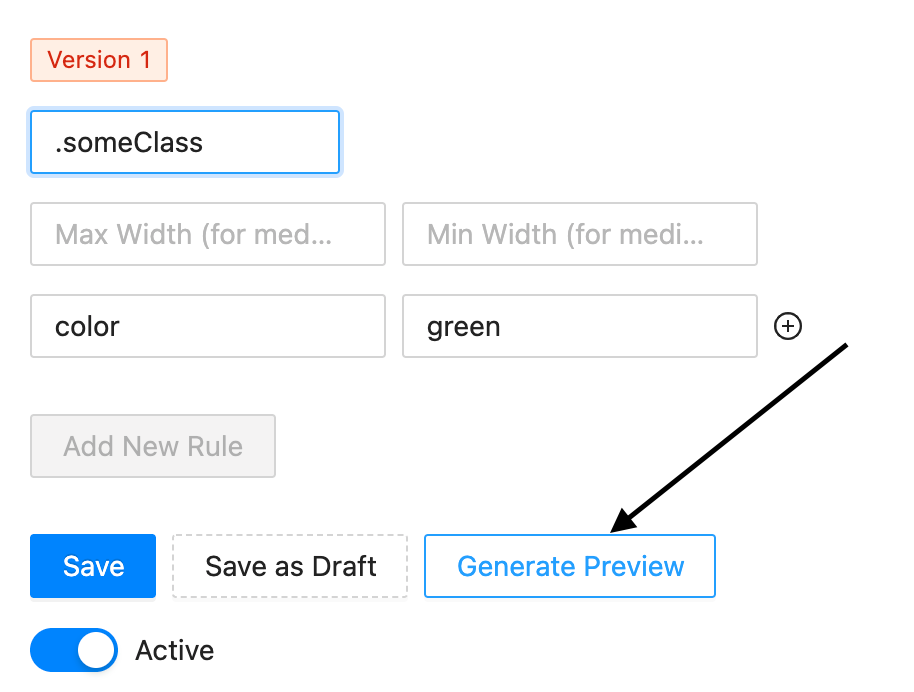 Version 1
.someClass
Max Width (for med... Min Width (for medi...
color green
Add New Rule
Save Save as Draft Generate Preview
Active